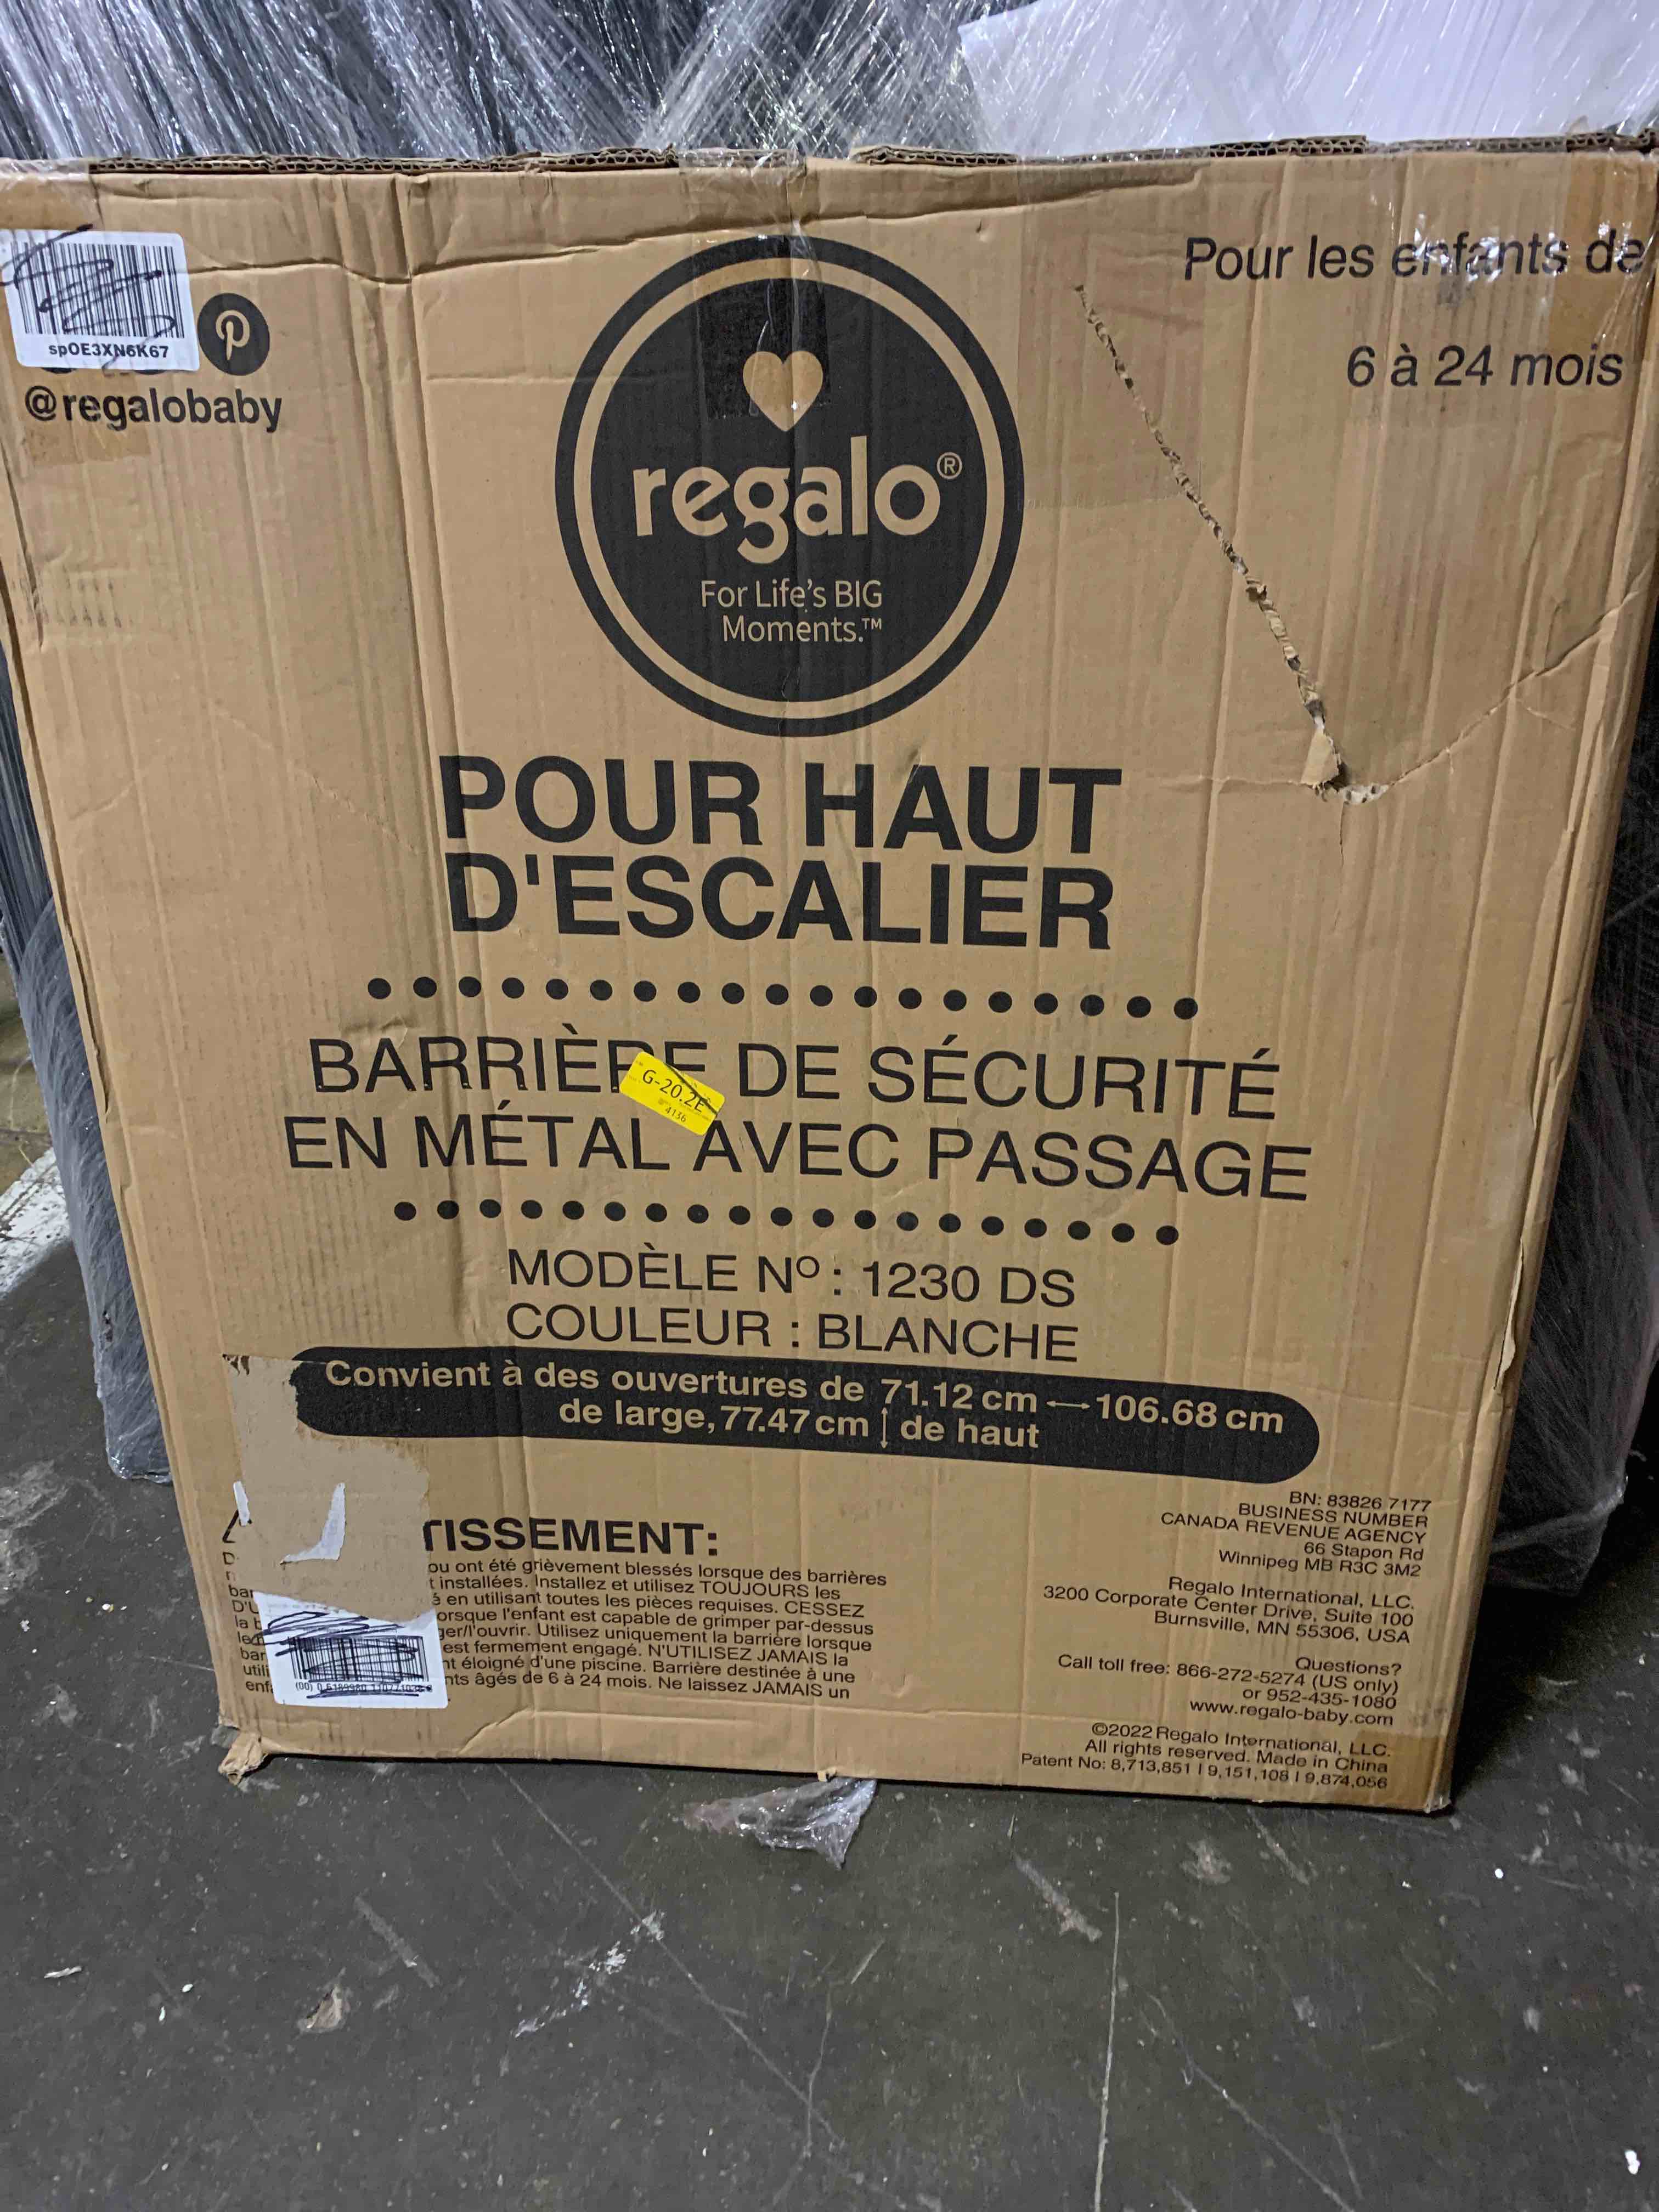 spOE3XN6K67
@regalobaby
Pour les enfants de
6 à 24 mois
regalo®
For Life's BIG
Moments.™
POUR HAUT
D'ESCALIER
BARRIÈRE DE SÉCURITÉ
G-20.2E
4136
EN MÉTAL AVEC PASSAGE
MODÈLE Nº : 1230 DS
COULEUR : BLANCHE
Convient à des ouvertures de 71.12 cm — 106.68 cm
de large, 77.47 cm de haut
TISSEMENT:
ou ont été grièvement blessés lorsque des barrières
installées. Installez et utilisez TOUJOURS les
é en utilisant toutes les pièces requises. CESSEZ
orsque l'enfant est capable de grimper par-dessus
ger/l'ouvrir. Utilisez uniquement la barrière lorsque
est fermement engagé. N'UTILISEZ JAMAIS la
nt éloigné d'une piscine. Barrière destinée à une
nts âgés de 6 à 24 mois. Ne laissez JAMAIS un
BN: 83826 7177
BUSINESS NUMBER
CANADA REVENUE AGENCY
66 Stapon Rd
Winnipeg MB R3C 3M2
Regalo International, LLC.
3200 Corporate Center Drive, Suite 100
Burnsville, MN 55306, USA
Questions?
Call toll free: 866-272-5274 (US only)
or 952-435-1080
www.regalo-baby.com
©2022 Regalo International, LLC.
All rights reserved. Made in China
Patent No: 8,713,851 | 9,151,108 | 9,874,056